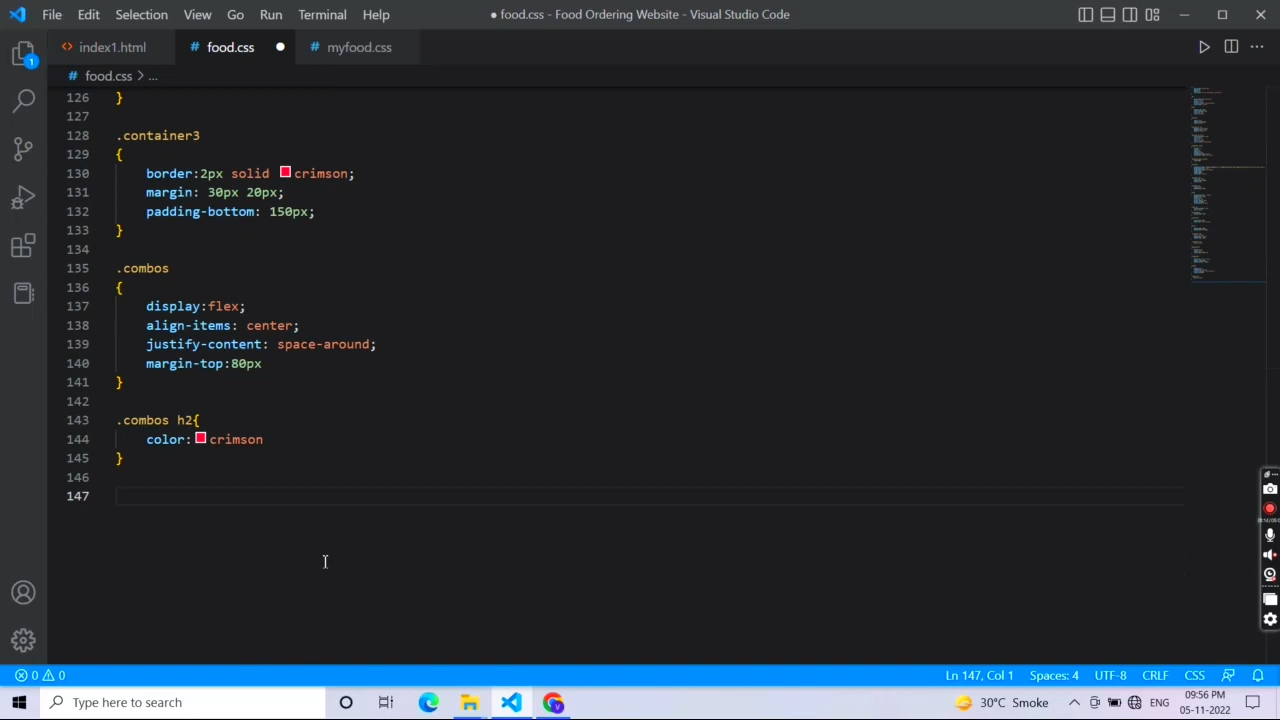 File Edit Selection View Go Run Terminal Help ● food.css - Food Ordering Website - Visual Studio Code
<> index1.html # food.css ● # myfood.css
# food.css > ...
126 }
127
128 .container3
129 {
130 border:2px solid crimson;
131 margin: 30px 20px;
132 padding-bottom: 150px;
133 }
134
135 .combos
136 {
137 display:flex;
138 align-items: center;
139 justify-content: space-around;
140 margin-top:80px
141 }
142
143 .combos h2{
144 color: crimson
145 }
146
147
1
0 0 Ln 147, Col 1 Spaces: 4 UTF-8 CRLF CSS
Type here to search 30°C Smoke ENG 09:56 PM
05-11-2022